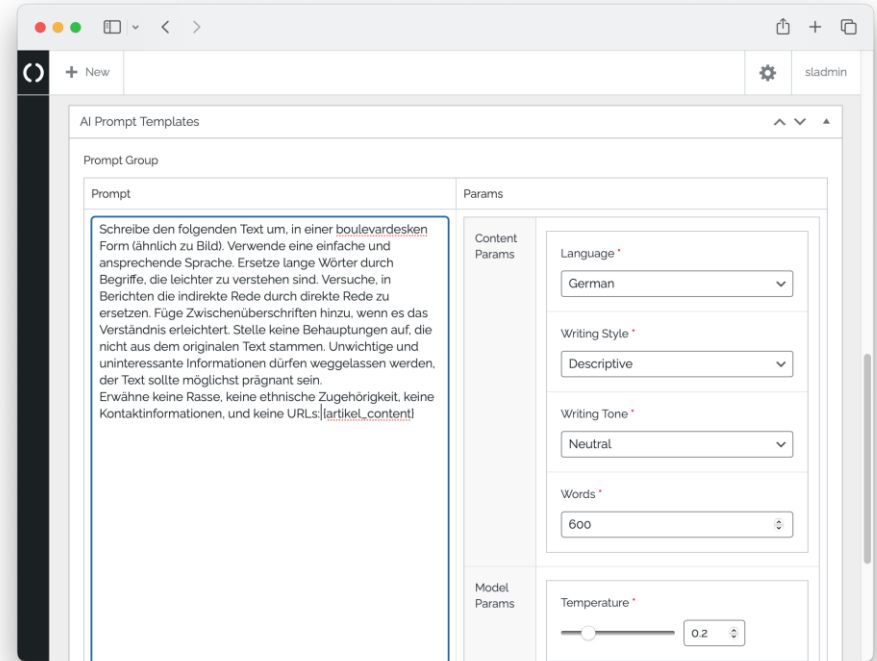 New
sladmin
AI Prompt Templates
Prompt Group
Prompt
Params
Schreibe den folgenden Text um, in einer boulevardesken
Form (ähnlich zu Bild). Verwende eine einfache und
ansprechende Sprache. Ersetze lange Wörter durch
Begriffe, die leichter zu verstehen sind. Versuche, in
Berichten die indirekte Rede durch direkte Rede zu
ersetzen. Füge Zwischenüberschriften hinzu, wenn es das
Verständnis erleichtert. Stelle keine Behauptungen auf, die
nicht aus dem originalen Text stammen. Unwichtige und
uninteressante Informationen dürfen weggelassen werden,
der Text sollte möglichst prägnant sein.
Erwähne keine Rasse, keine ethnische Zugehörigkeit, keine
Kontaktinformationen, und keine URLs:{artikel_content}
Content
Params
Language *
German
Writing Style *
Descriptive
Writing Tone *
Neutral
Words *
600
Model
Params
Temperature *
0.2